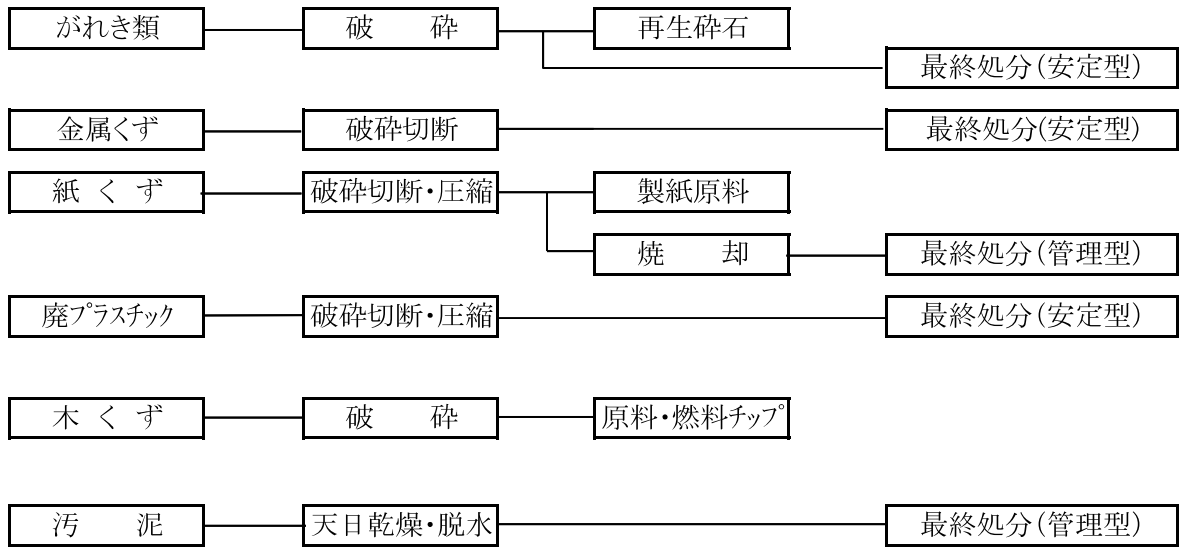 がれき類 破 砕 再生砕石
最終処分(安定型)
金属くず 破砕切断 最終処分(安定型)
紙くず 破砕切断・圧縮 製紙原料
焼 却 最終処分(管理型)
廃プラスチック 破砕切断・圧縮 最終処分(安定型)
木くず 破 砕 原料・燃料チップ
汚 泥 天日乾燥・脱水 最終処分(管理型)